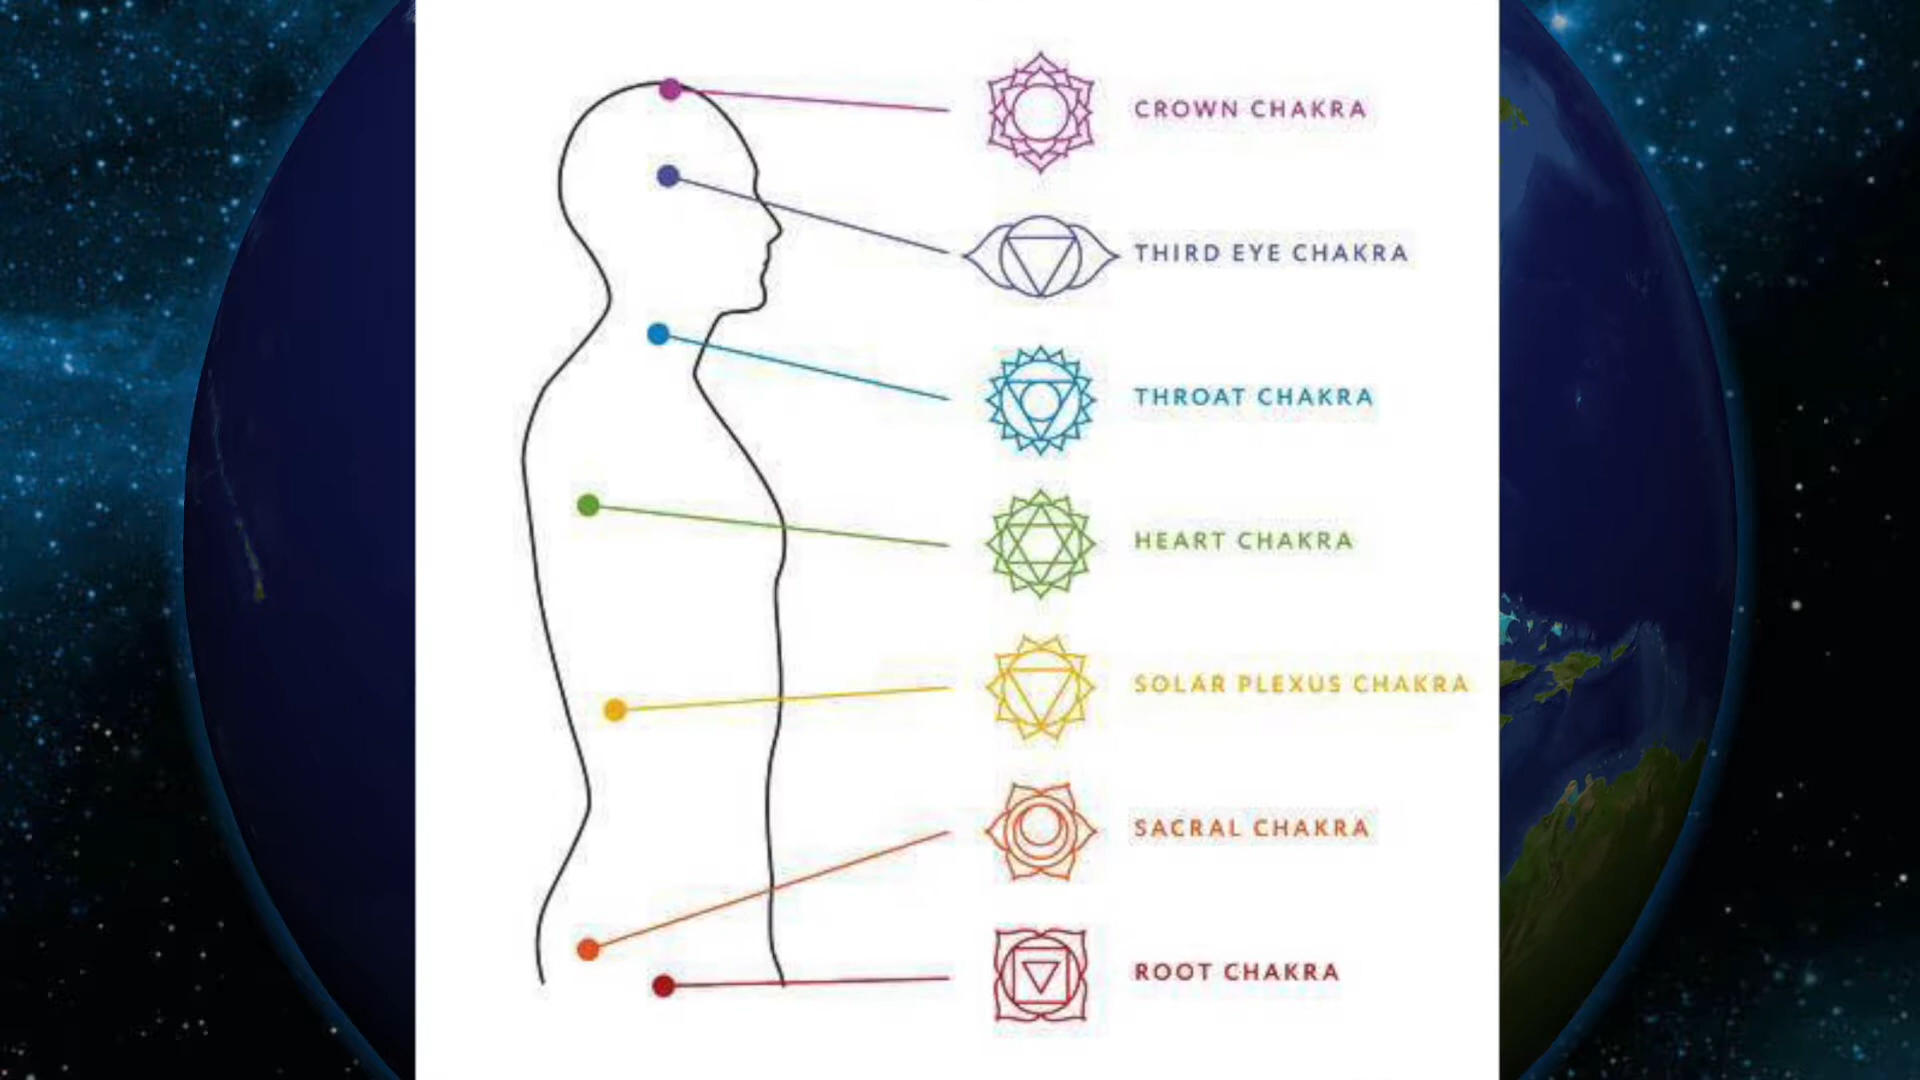 CROWN CHAKRA
THIRD EYE CHAKRA
THROAT CHAKRA
HEART CHAKRA
SOLAR PLEXUS CHAKRA
SACRAL CHAKRA
ROOT CHAKRA